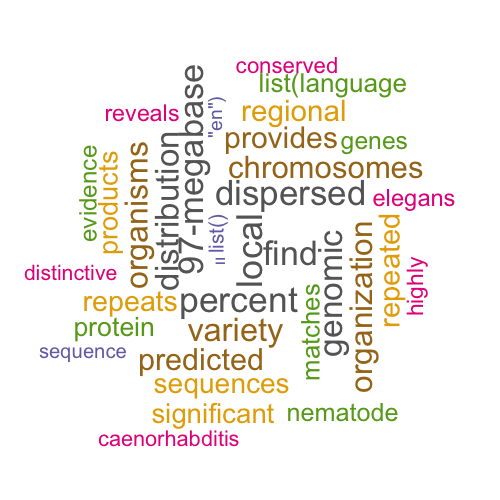 conserved
list(language
reveals
"en")
regional
97-megabase
provides
genes
evidence
products
organisms
distribution
chromosomes
dispersed
elegans
list()
local
find
genomic
organization
repeated
highly
distinctive
repeats
percent
matches
protein
variety
sequence
predicted
sequences
significant
nematode
caenorhabditis